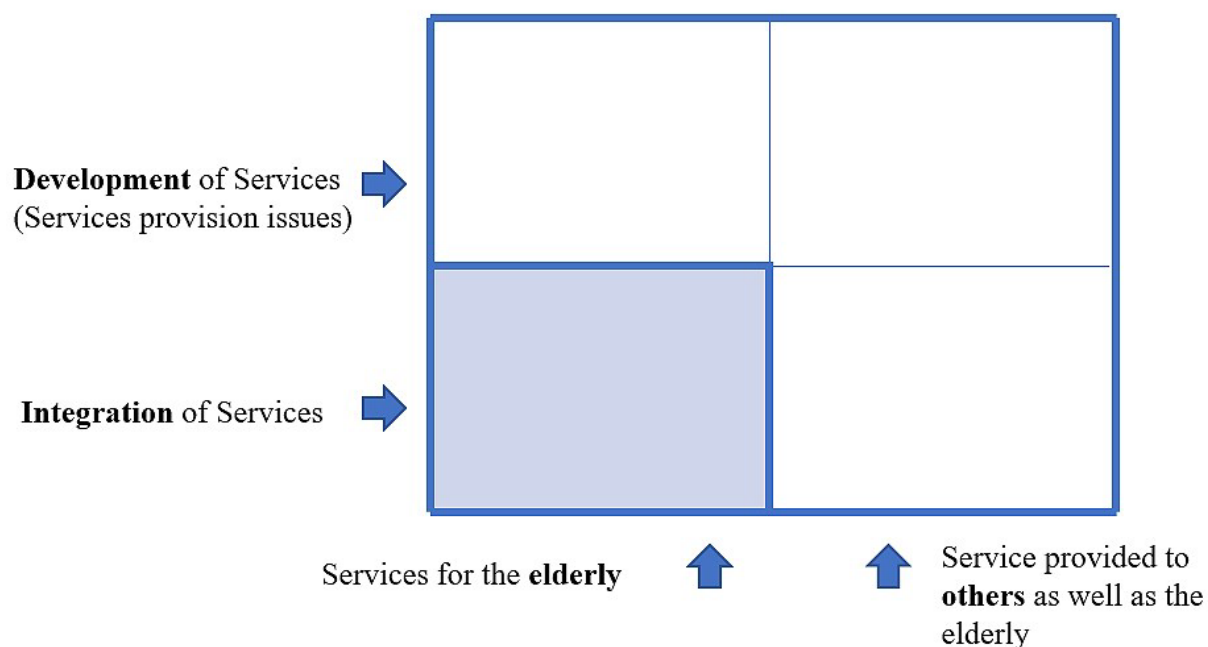 Development of Services
(Services provision issues)
Integration of Services
Services for the elderly
Service provided to
others as well as the
elderly